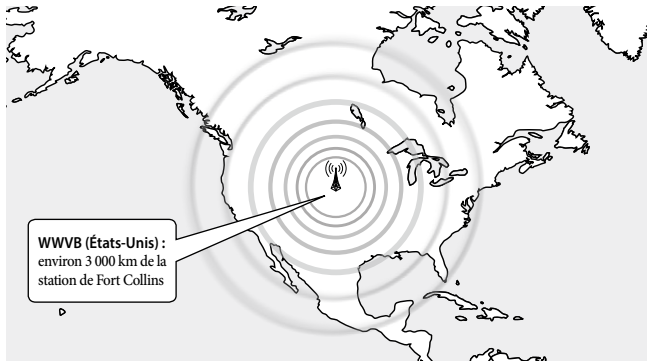 WWVB (États-Unis) :
environ 3 000 km de la
station de Fort Collins